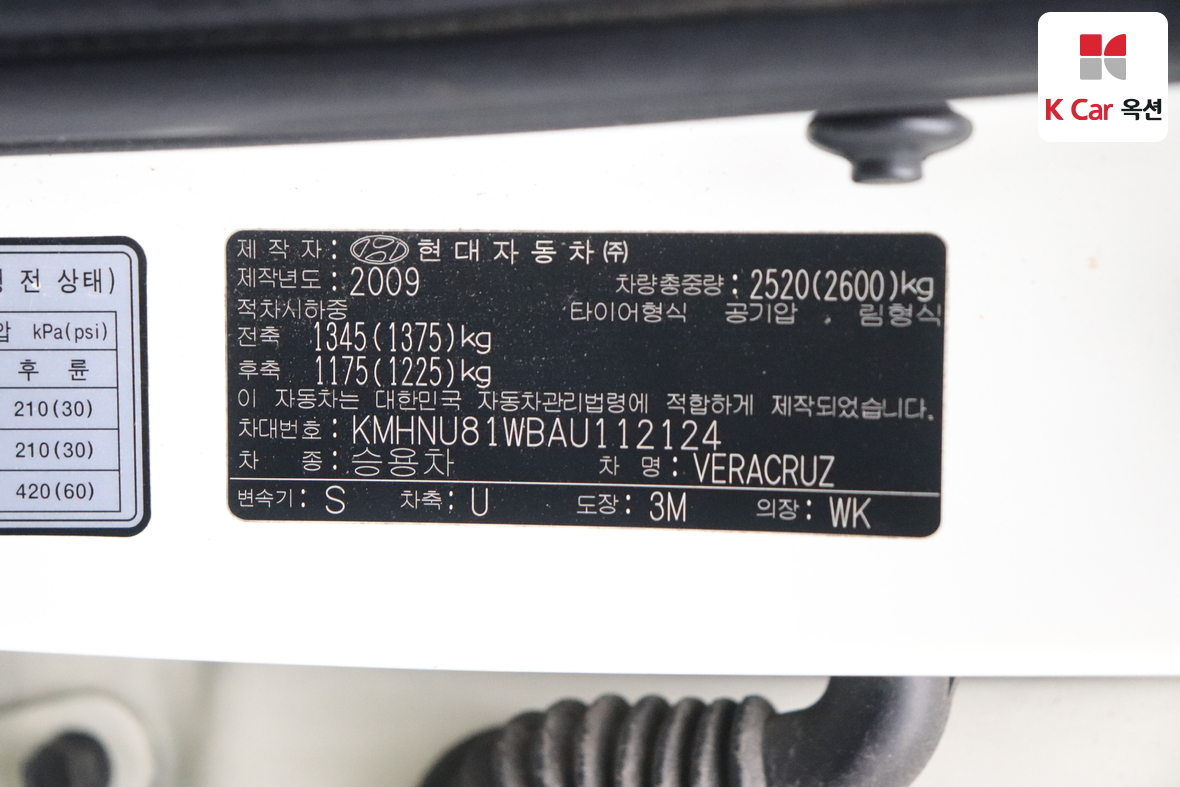 K Car 옥션
전 상태)
압 kPa(psi)
후 륜
210(30)
210(30)
420(60)
제 작 자 : 현대자동차㈜
제작년도 : 2009 차량총중량 : 2520(2600)kg
적차시하중 타이어형식 공기압 , 림형식
전축 1345(1375)kg
후축 1175(1225)kg
이 자동차는 대한민국 자동차관리법령에 적합하게 제작되었습니다.
차대번호 : KMHNU81WBAU112124
차 종 : 승용차 차 명 : VERACRUZ
변속기 : S 차축 : U 도장 : 3M 의장 : WK